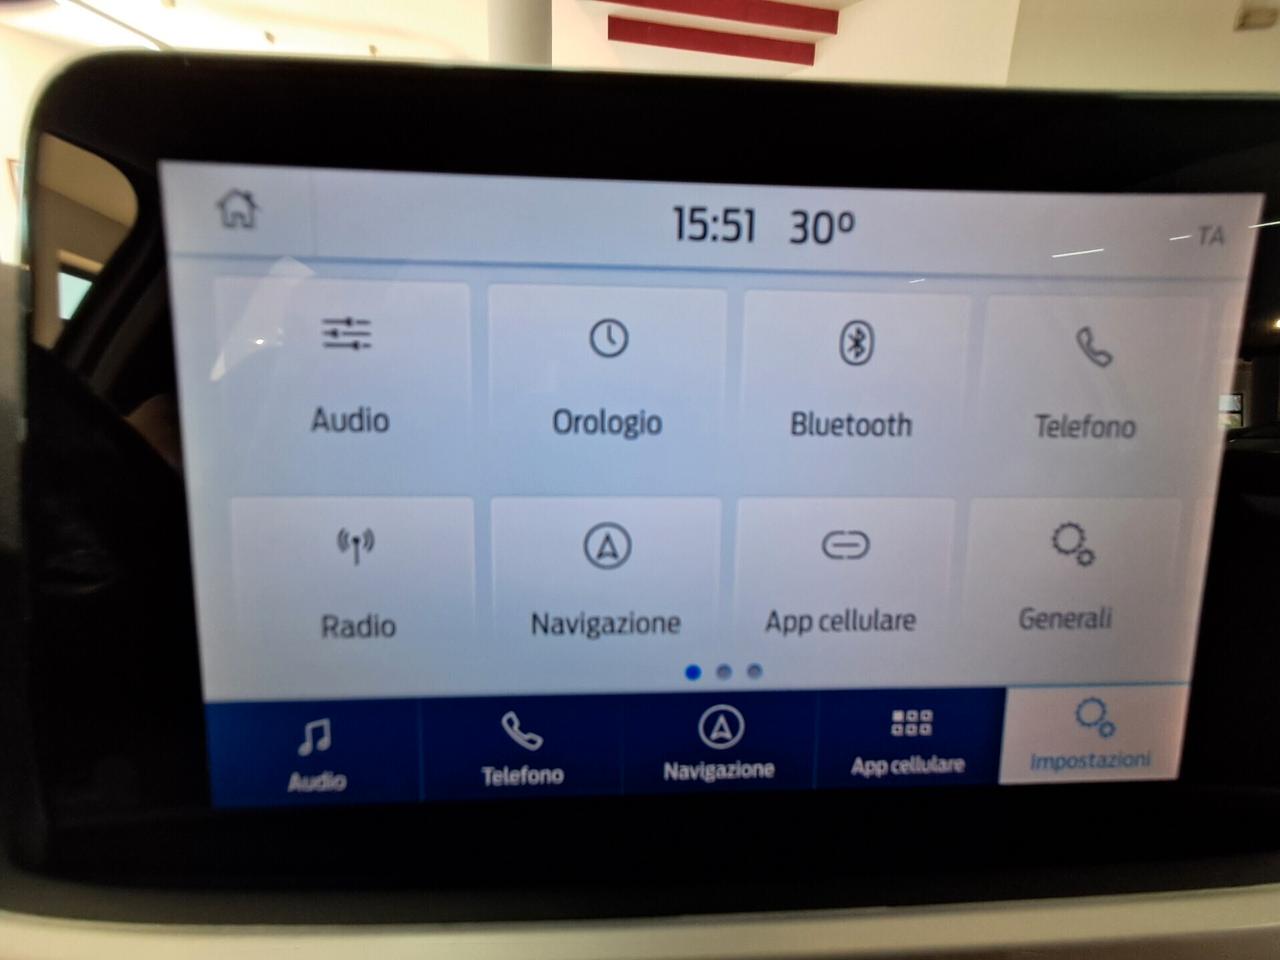 15:51 30° TA
Audio
Orologio
Bluetooth
Telefono
Radio
Navigazione
App cellulare
Generali
Audio
Telefono
Navigazione
App cellulare
Impostazioni